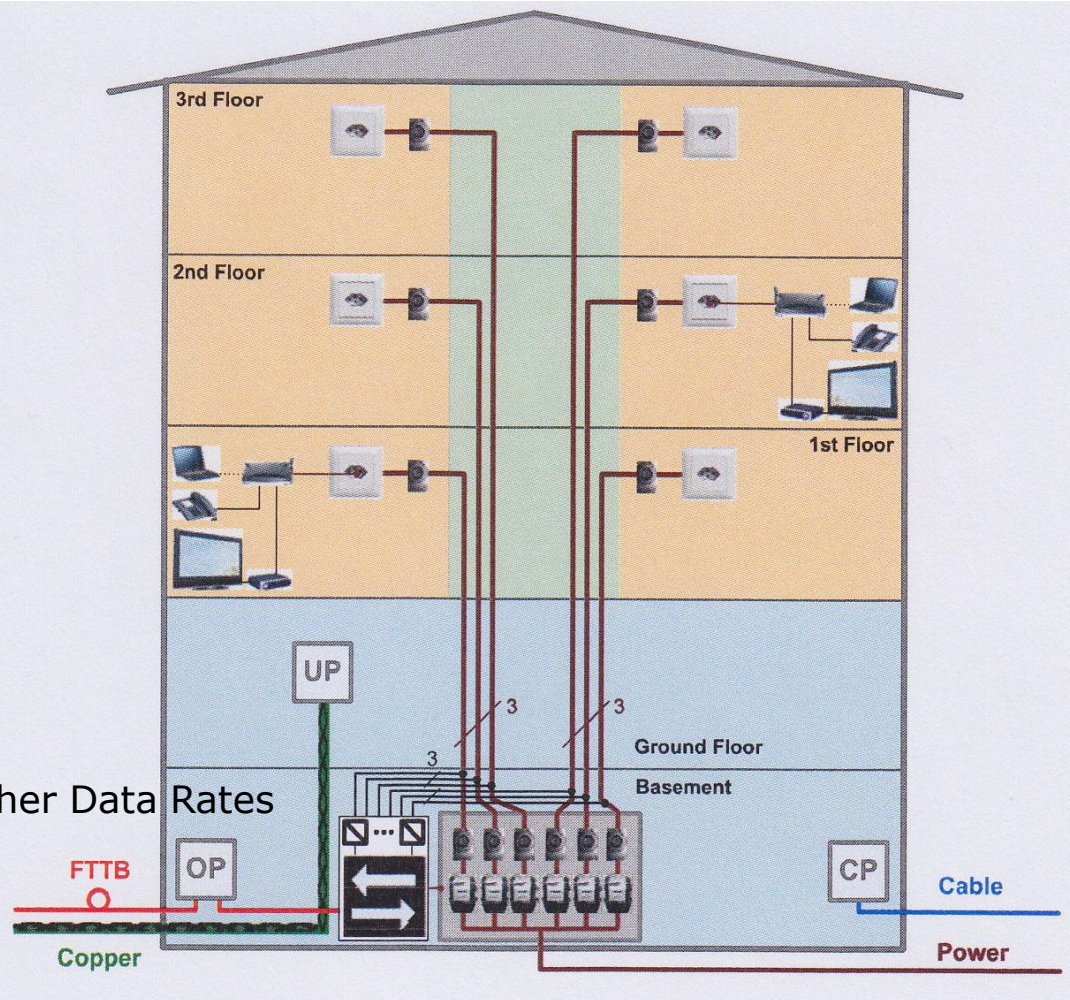 3rd Floor
2nd Floor
1st Floor
UP
3
3
Ground Floor
3
Basement
her Data Rates
FTTB
OP
CP
Cable
Copper
Power